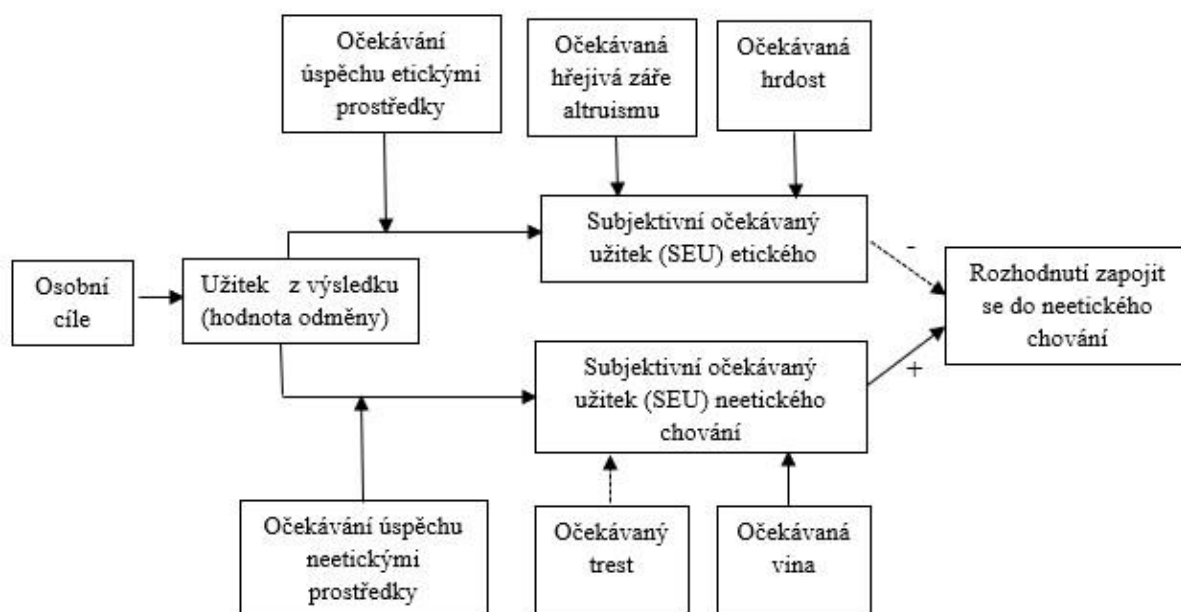 Očekávání
úspěchu etickými
prostředky
Očekávaná
hřejivá záře
altruismu
Očekávaná
hrdost
Subjektivní očekávaný
užitek (SEU) etického
-
Osobní
cíle
Užitek z výsledku
(hodnota odměny)
Rozhodnutí zapojit
se do neetického
chování
Subjektivní očekávaný
užitek (SEU) neetického
chování
+
Očekávání úspěchu
neetickými
prostředky
Očekávaný
trest
Očekávaná
vina